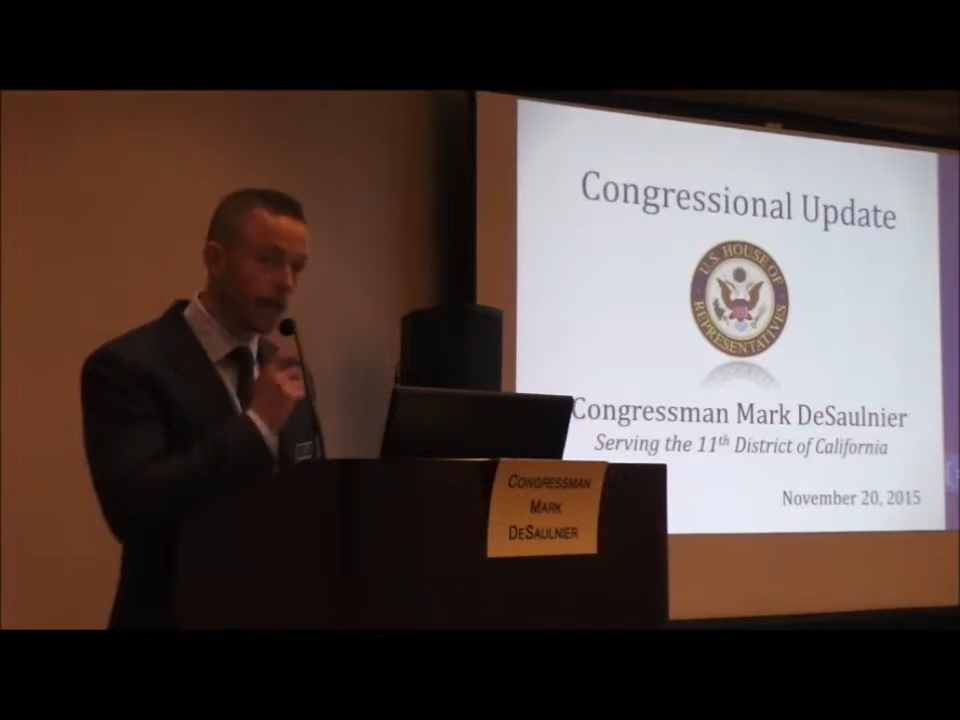 Congressional Update
U.S. HOUSE OF
REPRESENTATIVES
Congressman Mark DeSaulnier
Serving the 11th District of California
November 20, 2015
CONGRESSMAN
MARK
DESAULNIER